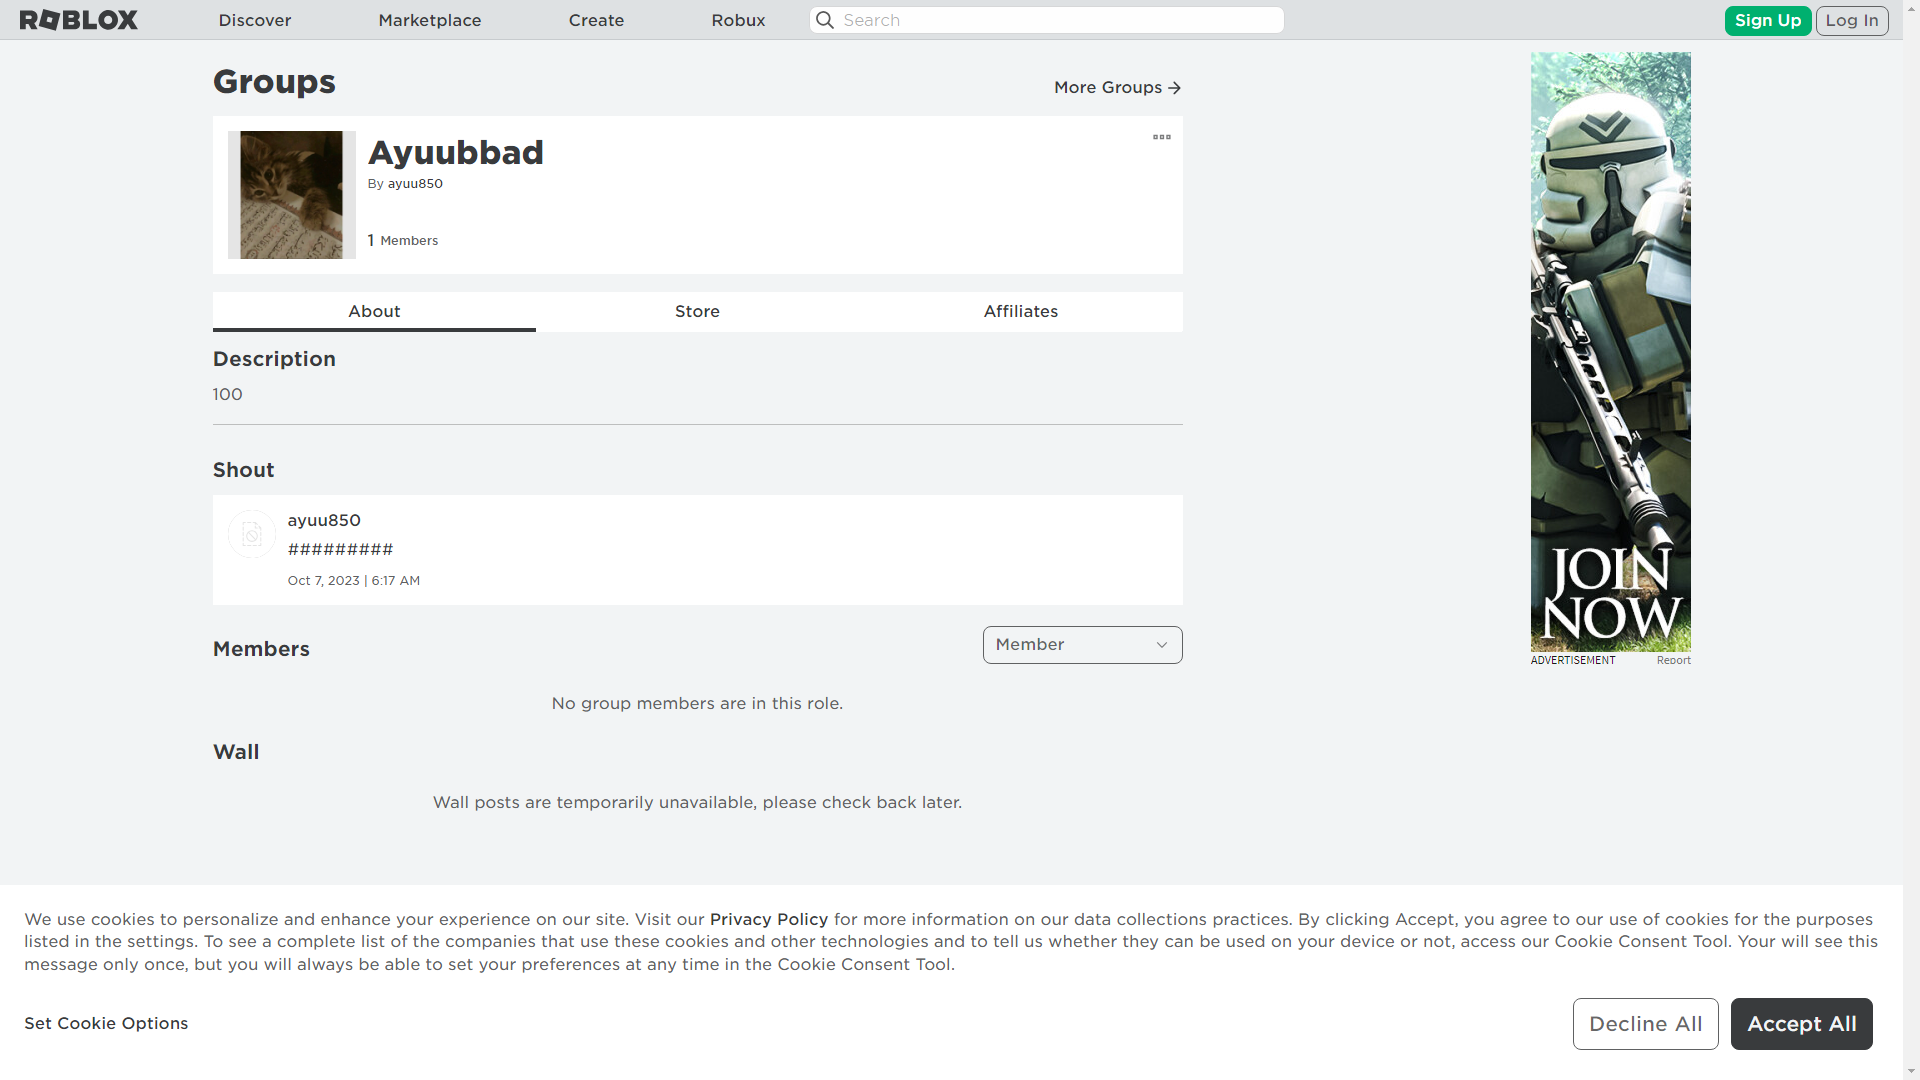 ROBLOX
Discover
Marketplace
Create
Robux
Search
Sign Up
Log In
Groups
More Groups
Ayuubbad
By ayuu850
1 Members
About
Store
Affiliates
Description
100
Shout
ayuu850
#########
Oct 7, 2023 | 6:17 AM
Members
Member
No group members are in this role.
Wall
Wall posts are temporarily unavailable, please check back later.
JOIN
NOW
ADVERTISEMENT
Report
We use cookies to personalize and enhance your experience on our site. Visit our Privacy Policy for more information on our data collections practices. By clicking Accept, you agree to our use of cookies for the purposes
listed in the settings. To see a complete list of the companies that use these cookies and other technologies and to tell us whether they can be used on your device or not, access our Cookie Consent Tool. Your will see this
message only once, but you will always be able to set your preferences at any time in the Cookie Consent Tool.
Set Cookie Options
Decline All
Accept All